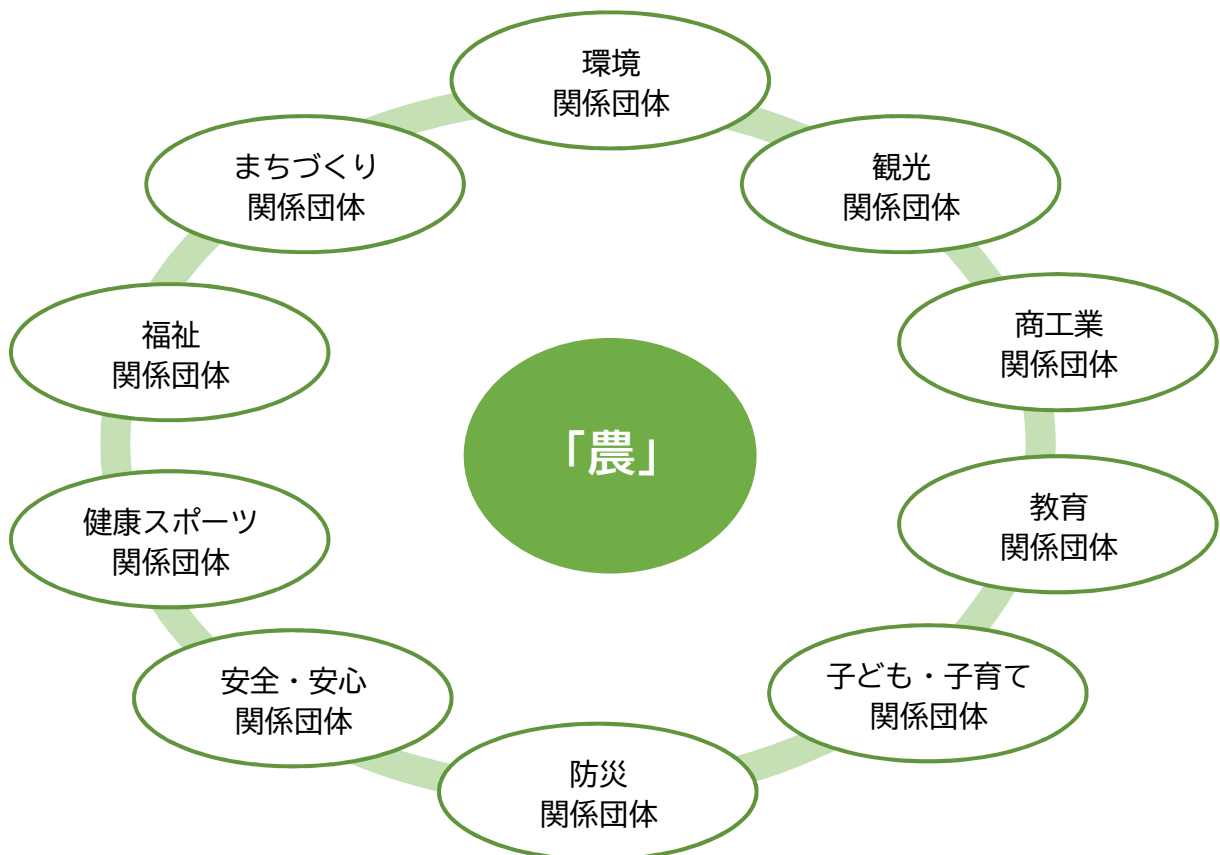 環境
関係団体
まちづくり
関係団体
観光
関係団体
福祉
関係団体
商工業
関係団体
「農」
健康スポーツ
関係団体
教育
関係団体
安全・安心
関係団体
子ども・子育て
関係団体
防災
関係団体